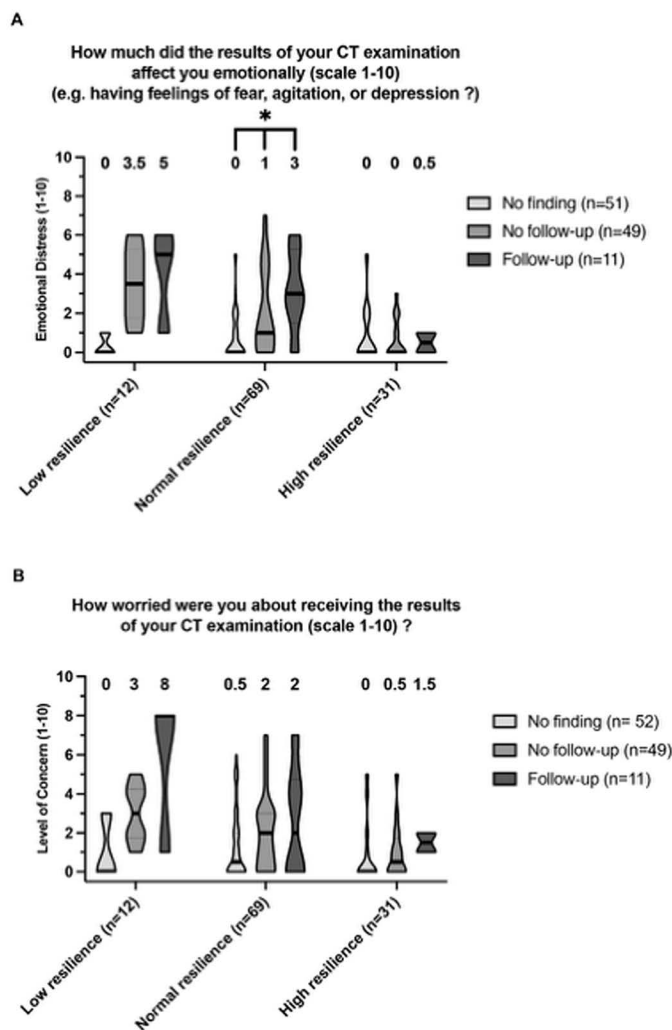 A
How much did the results of your CT examination
affect you emotionally (scale 1-10)
(e.g. having feelings of fear, agitation, or depression ?)
*
0 3.5 5 0 1 3 0 0 0.5
10
8
6
4
2
0
Emotional Distress (1-10)
No finding (n=51)
No follow-up (n=49)
Follow-up (n=11)
Low resilience (n=12)
Normal resilience (n=69)
High resilience (n=31)
B
How worried were you about receiving the results
of your CT examination (scale 1-10) ?
0 3 8 0.5 2 2 0 0.5 1.5
10
8
6
4
2
0
Level of Concern (1-10)
No finding (n= 52)
No follow-up (n=49)
Follow-up (n=11)
Low resilience (n=12)
Normal resilience (n=69)
High resilience (n=31)